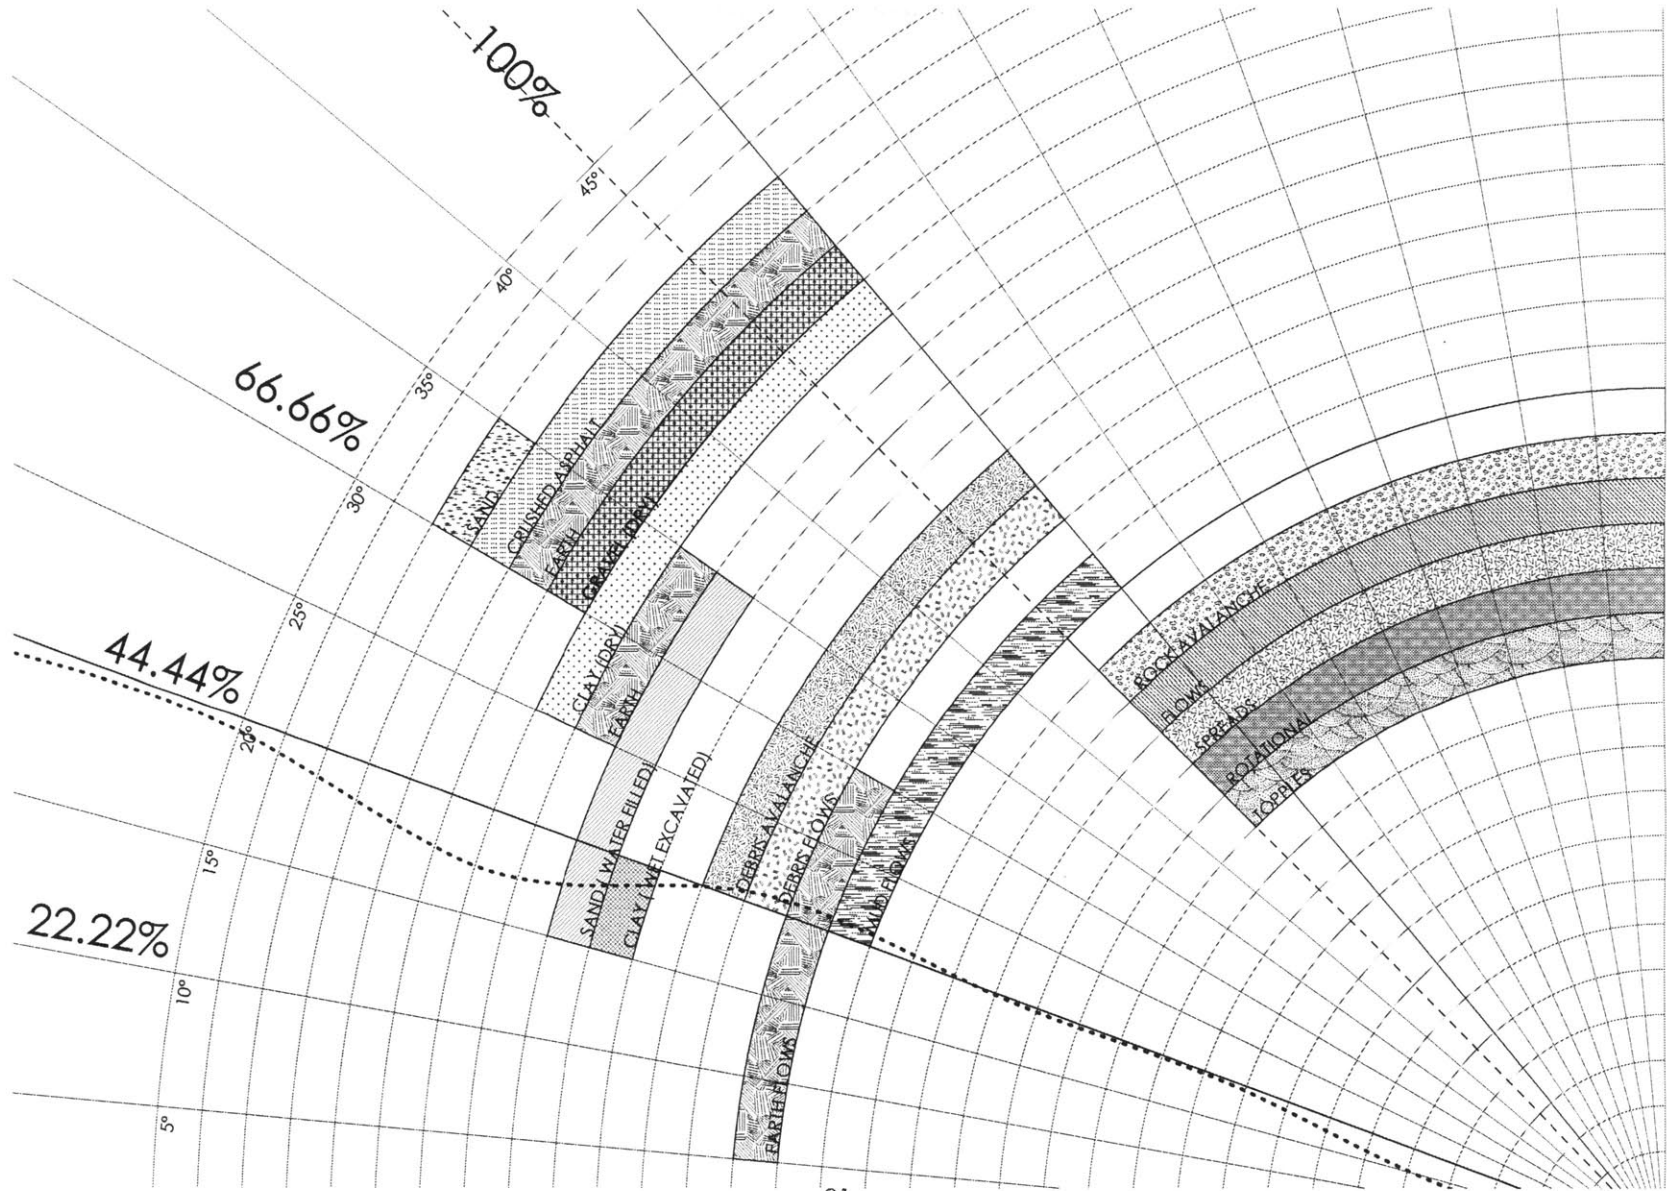 100%
45°
40°
35°
66.66%
30°
25°
44.44%
20°
15°
22.22%
10°
5°
SAND
CRUSHED ASPHALT
EARTH
GRAVEL (DRY)
CLAY (DRY)
EARTH
SAND (WATER FILLED)
CLAY (WET EXCAVATED)
DEBRIS AVALANCHE
DEBRIS FLOWS
MUD FLOWS
EARTH FLOWS
ROCK AVALANCHE
FLOWS
SPREADS
ROTATIONAL
TOPPLES